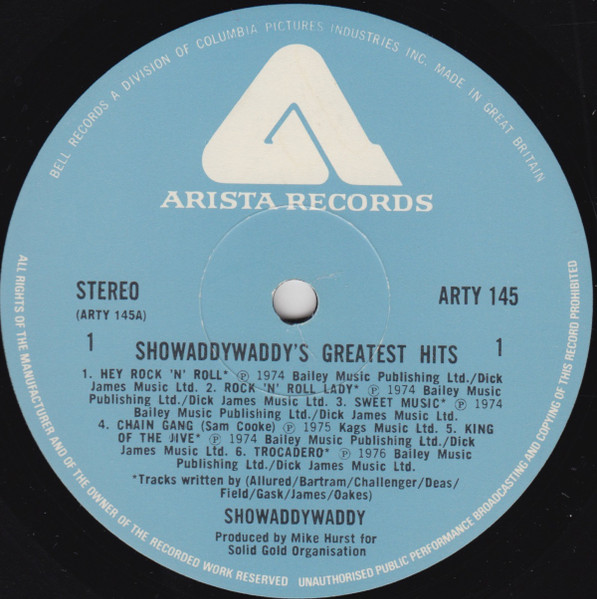 BELL RECORDS A DIVISION OF COLUMBIA PICTURES INDUSTRIES INC. MADE IN GREAT BRITAIN
ARISTA RECORDS
STEREO
ARTY 145
(ARTY 145A)
1 SHOWADDYWADDY'S GREATEST HITS 1
1. HEY ROCK 'N' ROLL* ℗ 1974 Bailey Music Publishing Ltd./Dick
James Music Ltd. 2. ROCK 'N' ROLL LADY* ℗ 1974 Bailey Music
Publishing Ltd./Dick James Music Ltd. 3. SWEET MUSIC* ℗ 1974
Bailey Music Publishing Ltd./Dick James Music Ltd.
4. CHAIN GANG (Sam Cooke) ℗ 1975 Kags Music Ltd. 5. KING
OF THE JIVE* ℗ 1974 Bailey Music Publishing Ltd./Dick
James Music Ltd. 6. TROCADERO* ℗ 1976 Bailey Music
Publishing Ltd./Dick James Music Ltd.
*Tracks written by (Allured/Bartram/Challenger/Deas/
Field/Gask/James/Oakes)
SHOWADDYWADDY
Produced by Mike Hurst for
Solid Gold Organisation
ALL RIGHTS OF THE MANUFACTURER AND OF THE OWNER OF THE RECORDED WORK RESERVED UNAUTHORISED PUBLIC PERFORMANCE BROADCASTING AND COPYING OF THIS RECORD PROHIBITED